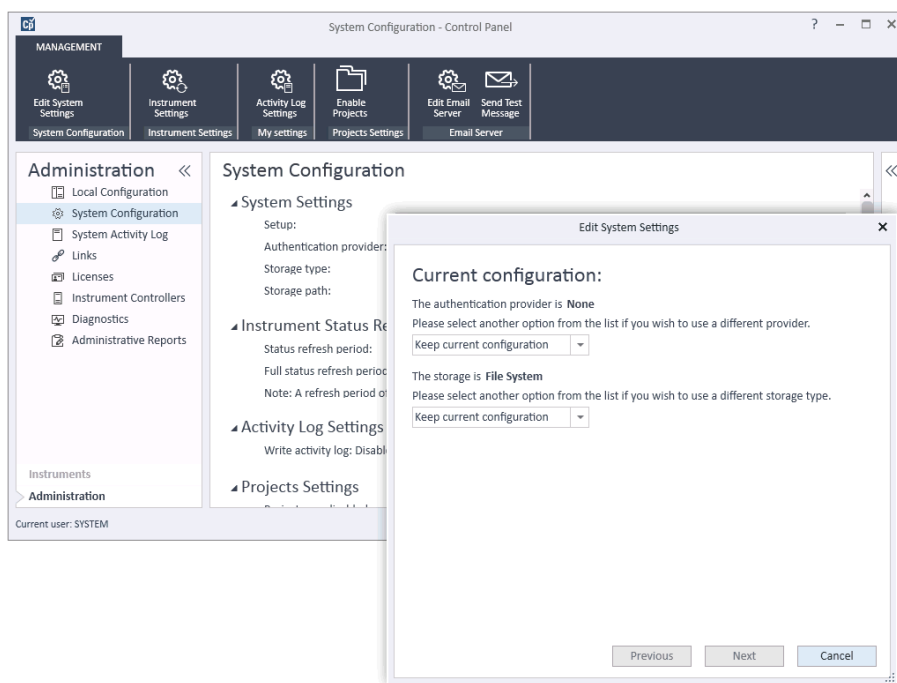 Cp
System Configuration - Control Panel
MANAGEMENT
Edit System
Settings
Instrument
Settings
Activity Log
Settings
Enable
Projects
Edit Email
Server
Send Test
Message
System Configuration
Instrument Settings
My settings
Projects Settings
Email Server
Administration
Local Configuration
System Configuration
System Activity Log
Links
Licenses
Instrument Controllers
Diagnostics
Administrative Reports
Instruments
Administration
Current user: SYSTEM
System Configuration
System Settings
Setup:
Authentication provider:
Storage type:
Storage path:
Instrument Status Re
Status refresh period:
Full status refresh period
Note: A refresh period o
Activity Log Settings
Write activity log: Disabl
Projects Settings
Edit System Settings
Current configuration:
The authentication provider is None
Please select another option from the list if you wish to use a different provider.
Keep current configuration
The storage is File System
Please select another option from the list if you wish to use a different storage type.
Keep current configuration
Previous
Next
Cancel